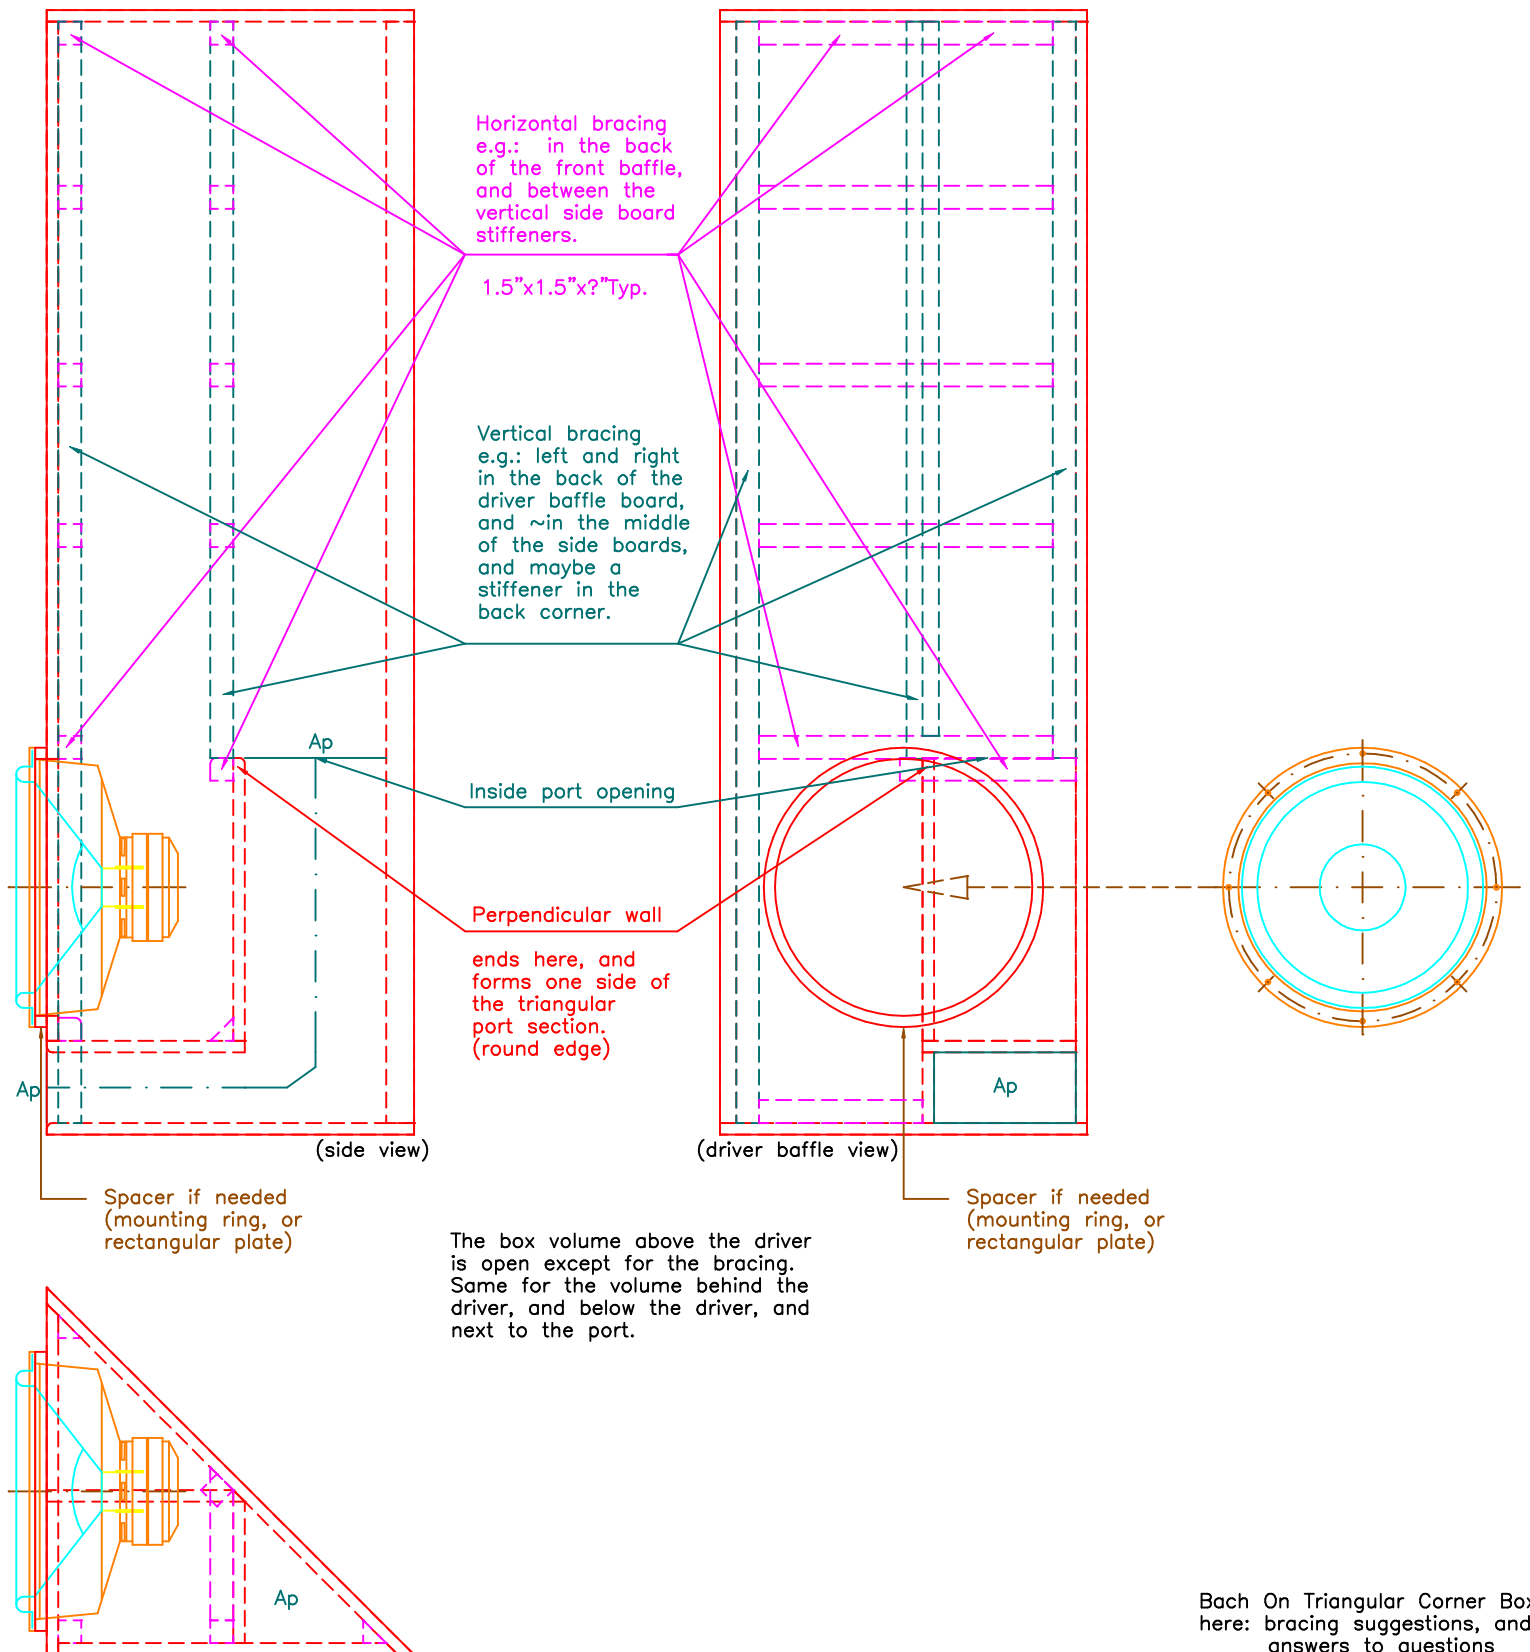 Horizontal bracing
e.g.: in the back
of the front baffle,
and between the
vertical side board
stiffeners.
1.5"x1.5"x?"Typ.
Vertical bracing
e.g.: left and right
in the back of the
driver baffle board,
and ~in the middle
of the side boards,
and maybe a
stiffener in the
back corner.
Ap
Inside port opening
Perpendicular wall
ends here, and
forms one side of
the triangular
port section.
(round edge)
Ap
Ap
(side view)
(driver baffle view)
Spacer if needed
(mounting ring, or
rectangular plate)
Spacer if needed
(mounting ring, or
rectangular plate)
The box volume above the driver
is open except for the bracing.
Same for the volume behind the
driver, and below the driver, and
next to the port.
Ap
Bach On Triangular Corner Box
here: bracing suggestions, and
answers to questions